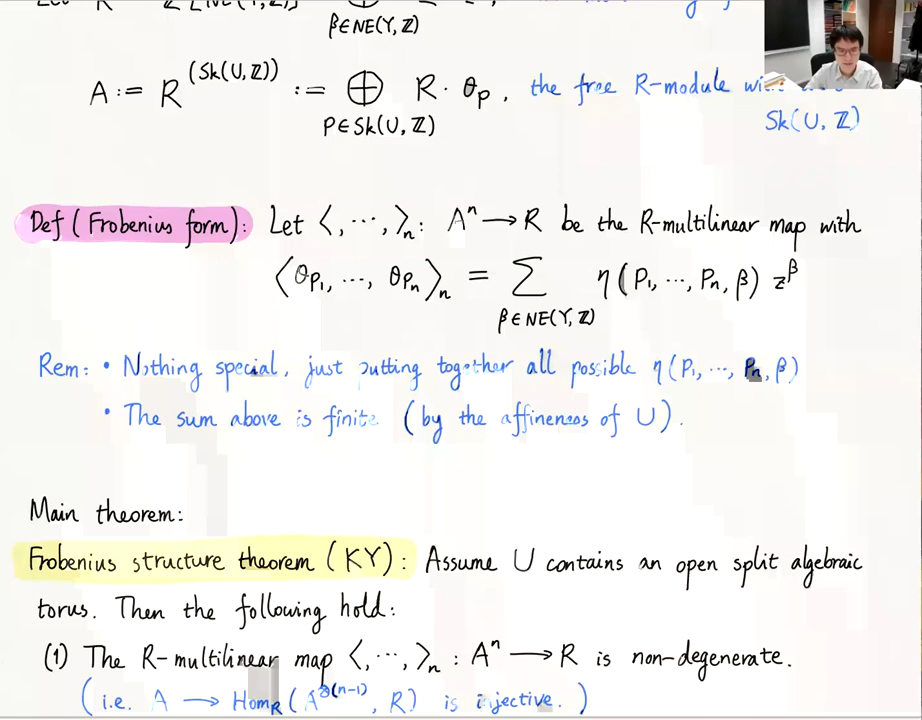 β∈NE(Y,ℤ)
A := R^(Sk(U,ℤ)) := ⊕ R · θ_P , the free R-module
P∈Sk(U,ℤ)
Sk(U,ℤ)
Def (Frobenius form): Let ⟨,⋯,⟩_n : A^n → R be the R-multilinear map with
⟨θ_{P_1}, ⋯, θ_{P_n}⟩_n = Σ η(P_1, ⋯, P_n, β) z^β
β∈NE(Y,ℤ)
Rem: • Nothing special, just putting together all possible η(P_1, ⋯, P_n, β)
• The sum above is finite (by the affineness of U).
Main theorem:
Frobenius structure theorem (KY): Assume U contains an open split algebraic
torus. Then the following hold:
(1) The R-multilinear map ⟨,⋯,⟩_n : A^n → R is non-degenerate.
(i.e. A → Hom_R(A^{⊗(n-1)}, R) is injective.)